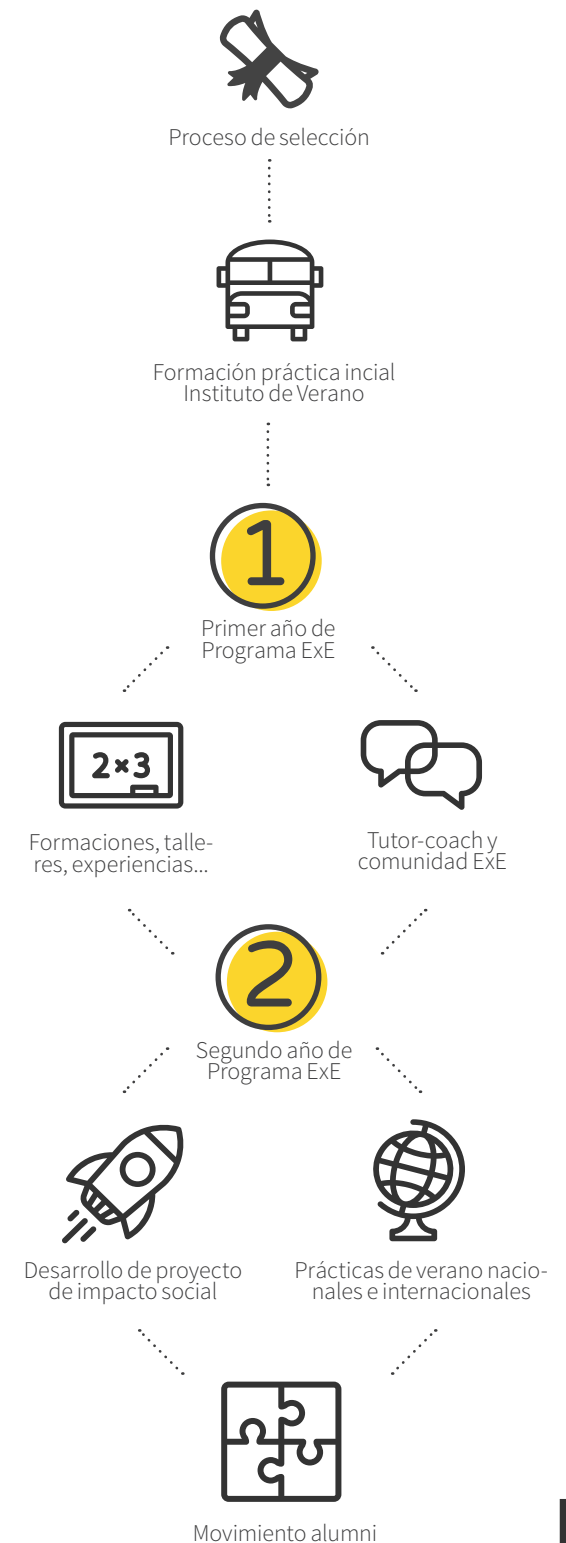 Proceso de selección
Formación práctica incial
Instituto de Verano
1
Primer año de
Programa ExE
2×3
Formaciones, talle-
res, experiencias...
Tutor-coach y
comunidad ExE
2
Segundo año de
Programa ExE
Desarrollo de proyecto
de impacto social
Prácticas de verano nacio-
nales e internacionales
Movimiento alumni